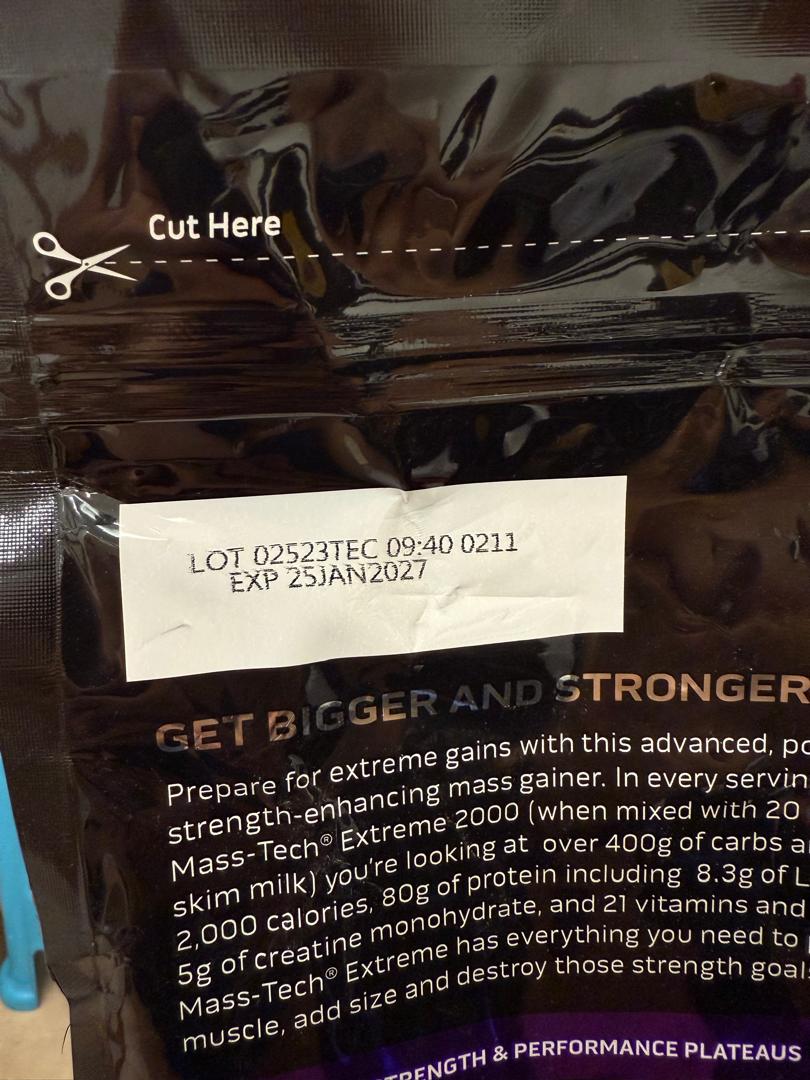 Cut Here
LOT 02523TEC 09:40 0211
EXP 25JAN2027
GET BIGGER AND STRONGER
Prepare for extreme gains with this advanced,
strength-enhancing mass gainer. In every
Mass-Tech® Extreme 2000 (when mixed with 20
skim milk) you're looking at over 400g of carbs
2,000 calories, 80g of protein including 8.3g of
5g of creatine monohydrate, and 21 vitamins and
Mass-Tech® Extreme has everything you need to
muscle, add size and destroy those strength
& PERFORMANCE PLATEAUS